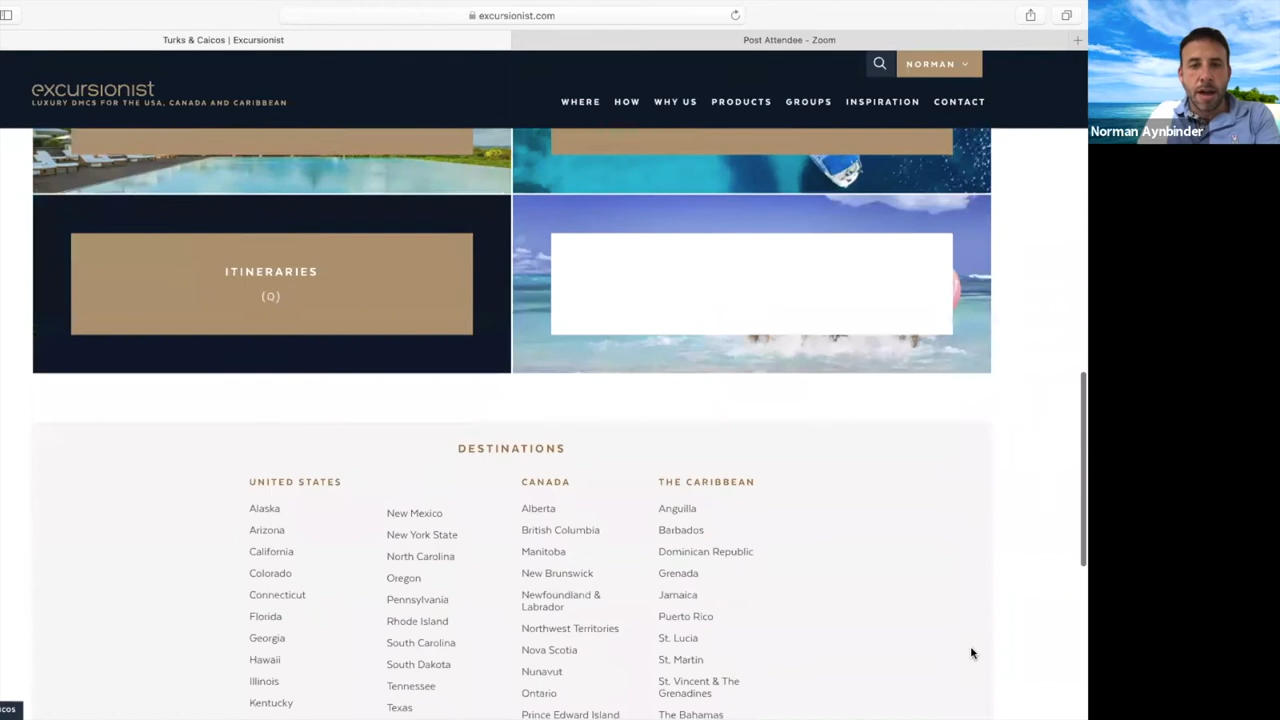 excursionist.com
Turks & Caicos | Excursionist
Post Attendee - Zoom
NORMAN
excursionist
LUXURY DMCS FOR THE USA, CANADA AND CARIBBEAN
WHERE HOW WHY US PRODUCTS GROUPS INSPIRATION CONTACT
Norman Aynbinder
ITINERARIES
(0)
DESTINATIONS
UNITED STATES
Alaska
Arizona
California
Colorado
Connecticut
Florida
Georgia
Hawaii
Illinois
Kentucky
New Mexico
New York State
North Carolina
Oregon
Pennsylvania
Rhode Island
South Carolina
South Dakota
Tennessee
Texas
CANADA
Alberta
British Columbia
Manitoba
New Brunswick
Newfoundland &
Labrador
Northwest Territories
Nova Scotia
Nunavut
Ontario
Prince Edward Island
THE CARIBBEAN
Anguilla
Barbados
Dominican Republic
Grenada
Jamaica
Puerto Rico
St. Lucia
St. Martin
St. Vincent & The
Grenadines
The Bahamas
ICOS